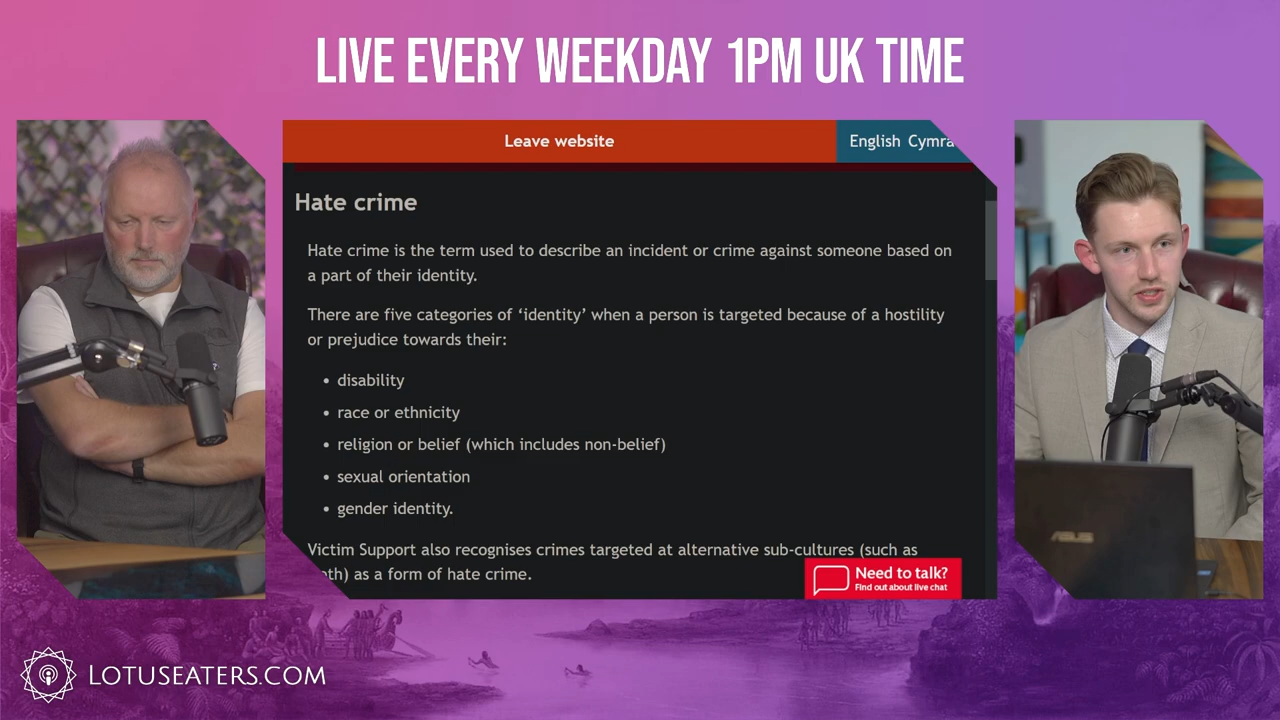 LIVE EVERY WEEKDAY 1PM UK TIME
Leave website
English Cymra
Hate crime
Hate crime is the term used to describe an incident or crime against someone based on
a part of their identity.
There are five categories of ‘identity’ when a person is targeted because of a hostility
or prejudice towards their:
• disability
• race or ethnicity
• religion or belief (which includes non-belief)
• sexual orientation
• gender identity.
Victim Support also recognises crimes targeted at alternative sub-cultures (such as
oth) as a form of hate crime.
Need to talk?
Find out about live chat
ASUS
LOTUSEATERS.COM